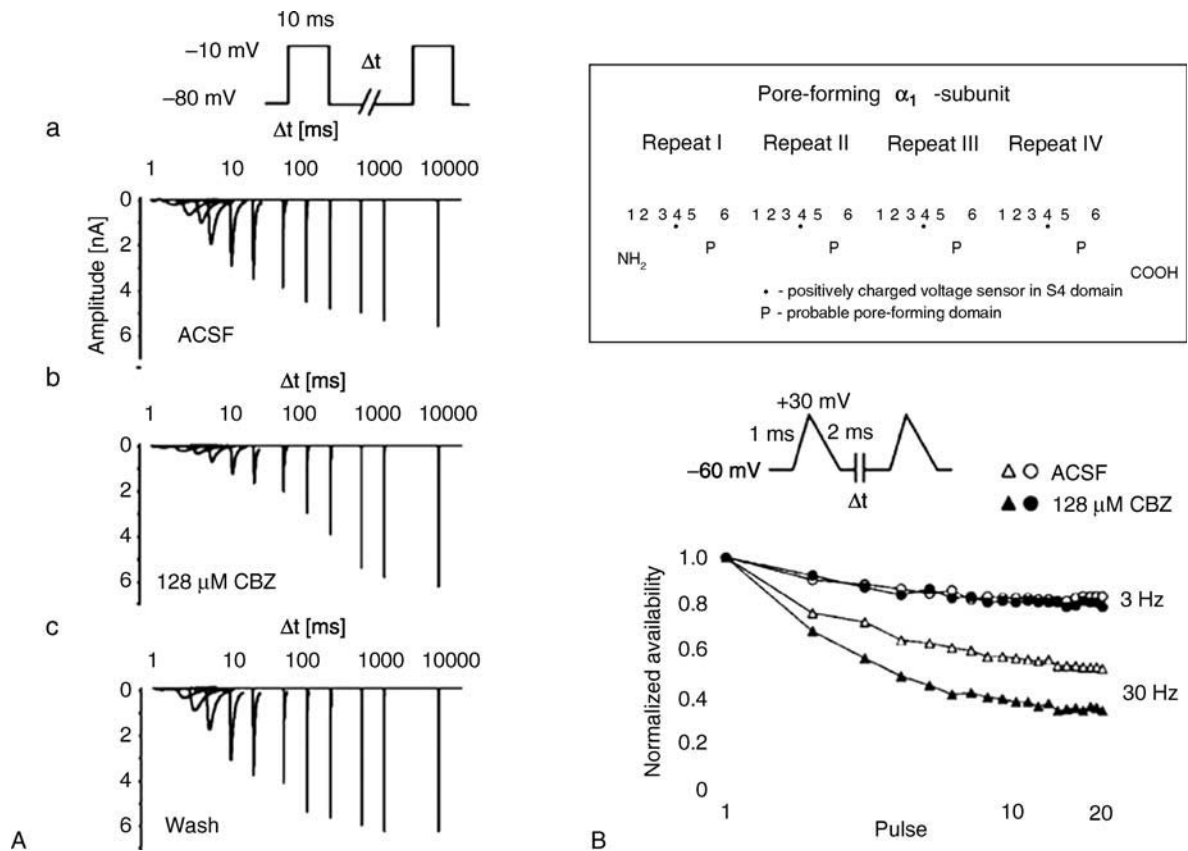 10 ms
−10 mV
Δt
−80 mV
a
Δt [ms]
1 10 100 1000 10000
0
2
4
6
Amplitude [nA]
ACSF
b
Δt [ms]
1 10 100 1000 10000
0
2
4
6
128 μM CBZ
c
Δt [ms]
1 10 100 1000 10000
0
2
4
6
Wash
A
Pore-forming α1 -subunit
Repeat I Repeat II Repeat III Repeat IV
1 2 3 4 5 6 1 2 3 4 5 6 1 2 3 4 5 6 1 2 3 4 5 6
P P P P
NH2
COOH
• - positively charged voltage sensor in S4 domain
P - probable pore-forming domain
+30 mV
1 ms 2 ms
−60 mV
Δt
ACSF
128 μM CBZ
1.0
0.8
0.6
0.4
0.2
0
Normalized availability
3 Hz
30 Hz
1 10 20
Pulse
B